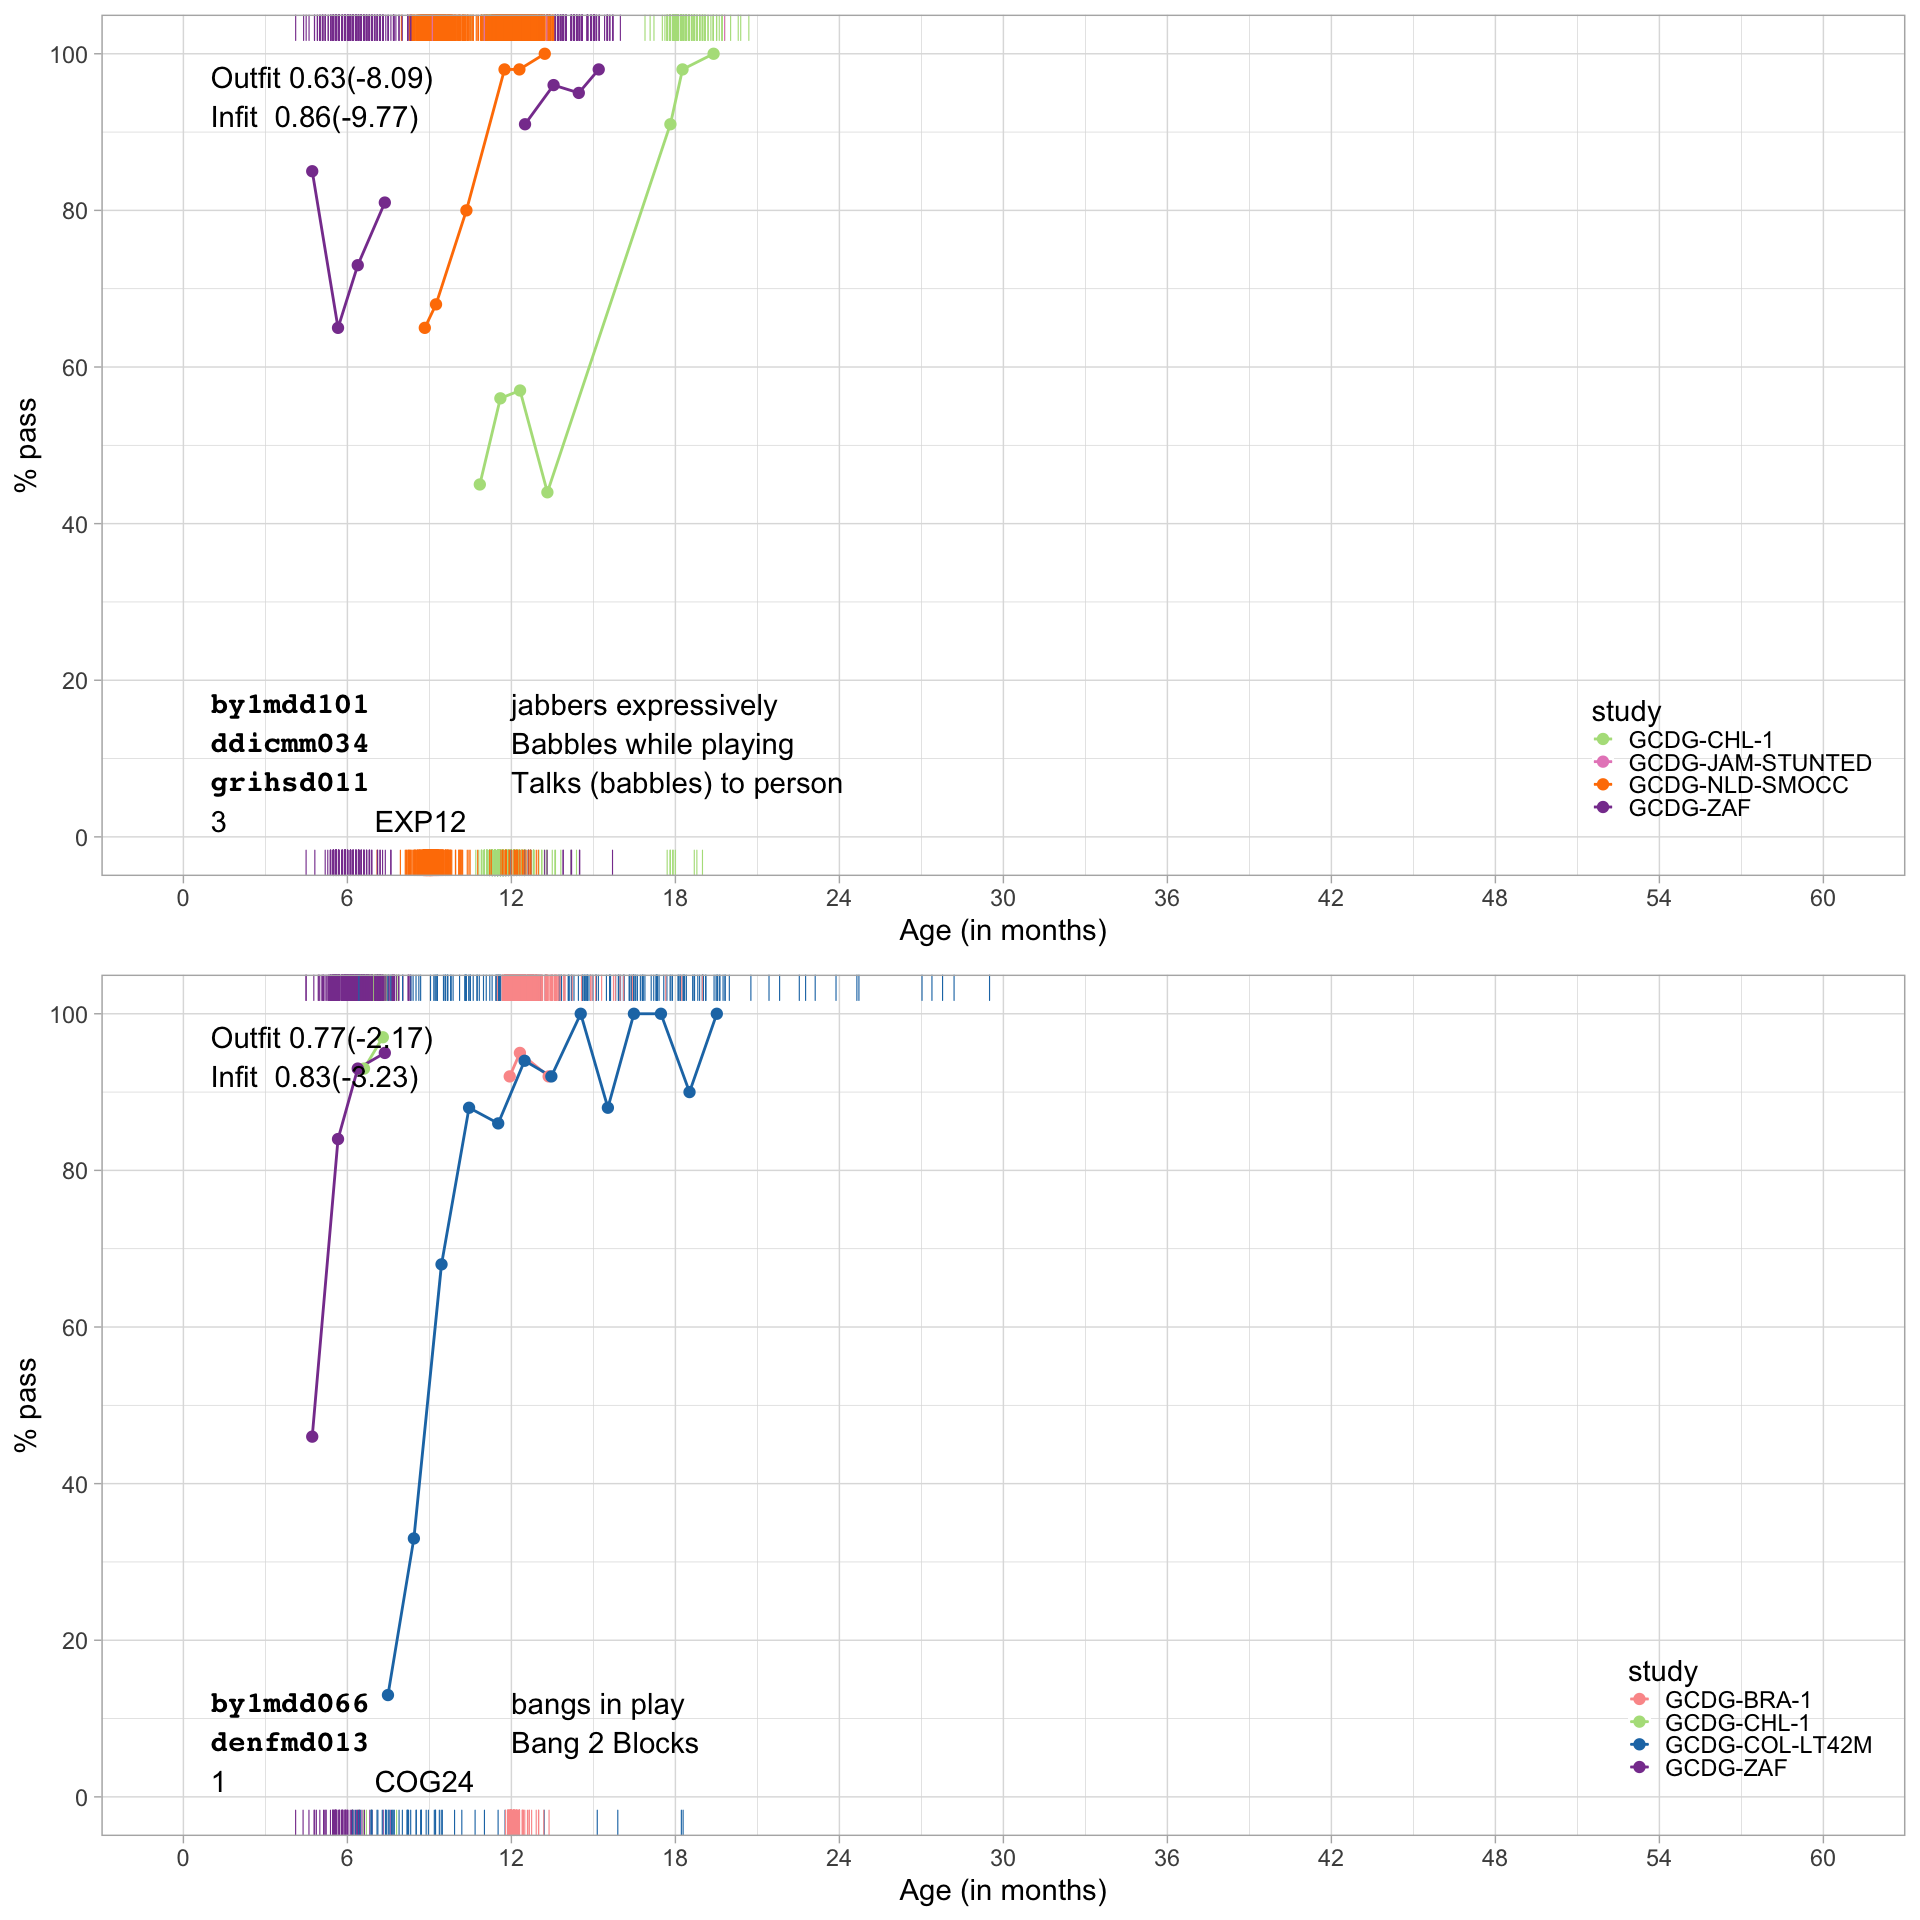 100
80
60
40
20
0
% pass
Outfit 0.63(-8.09)
Infit 0.86(-9.77)
by1mdd101 jabbers expressively
ddicmm034 Babbles while playing
grihsd011 Talks (babbles) to person
3 EXP12
study
GCDG-CHL-1
GCDG-JAM-STUNTED
GCDG-NLD-SMOCC
GCDG-ZAF
0 6 12 18 24 30 36 42 48 54 60
Age (in months)
100
80
60
40
20
0
% pass
Outfit 0.77(-2.17)
Infit 0.83(-3.23)
by1mdd066 bangs in play
denfmd013 Bang 2 Blocks
1 COG24
study
GCDG-BRA-1
GCDG-CHL-1
GCDG-COL-LT42M
GCDG-ZAF
0 6 12 18 24 30 36 42 48 54 60
Age (in months)